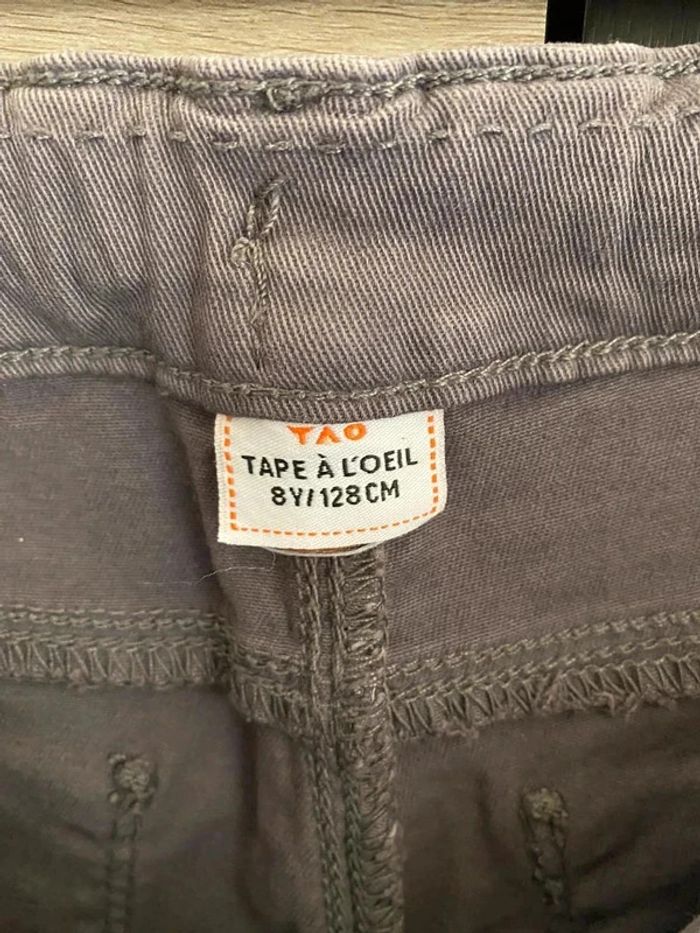 TAO
TAPE À L'OEIL
8Y/128CM